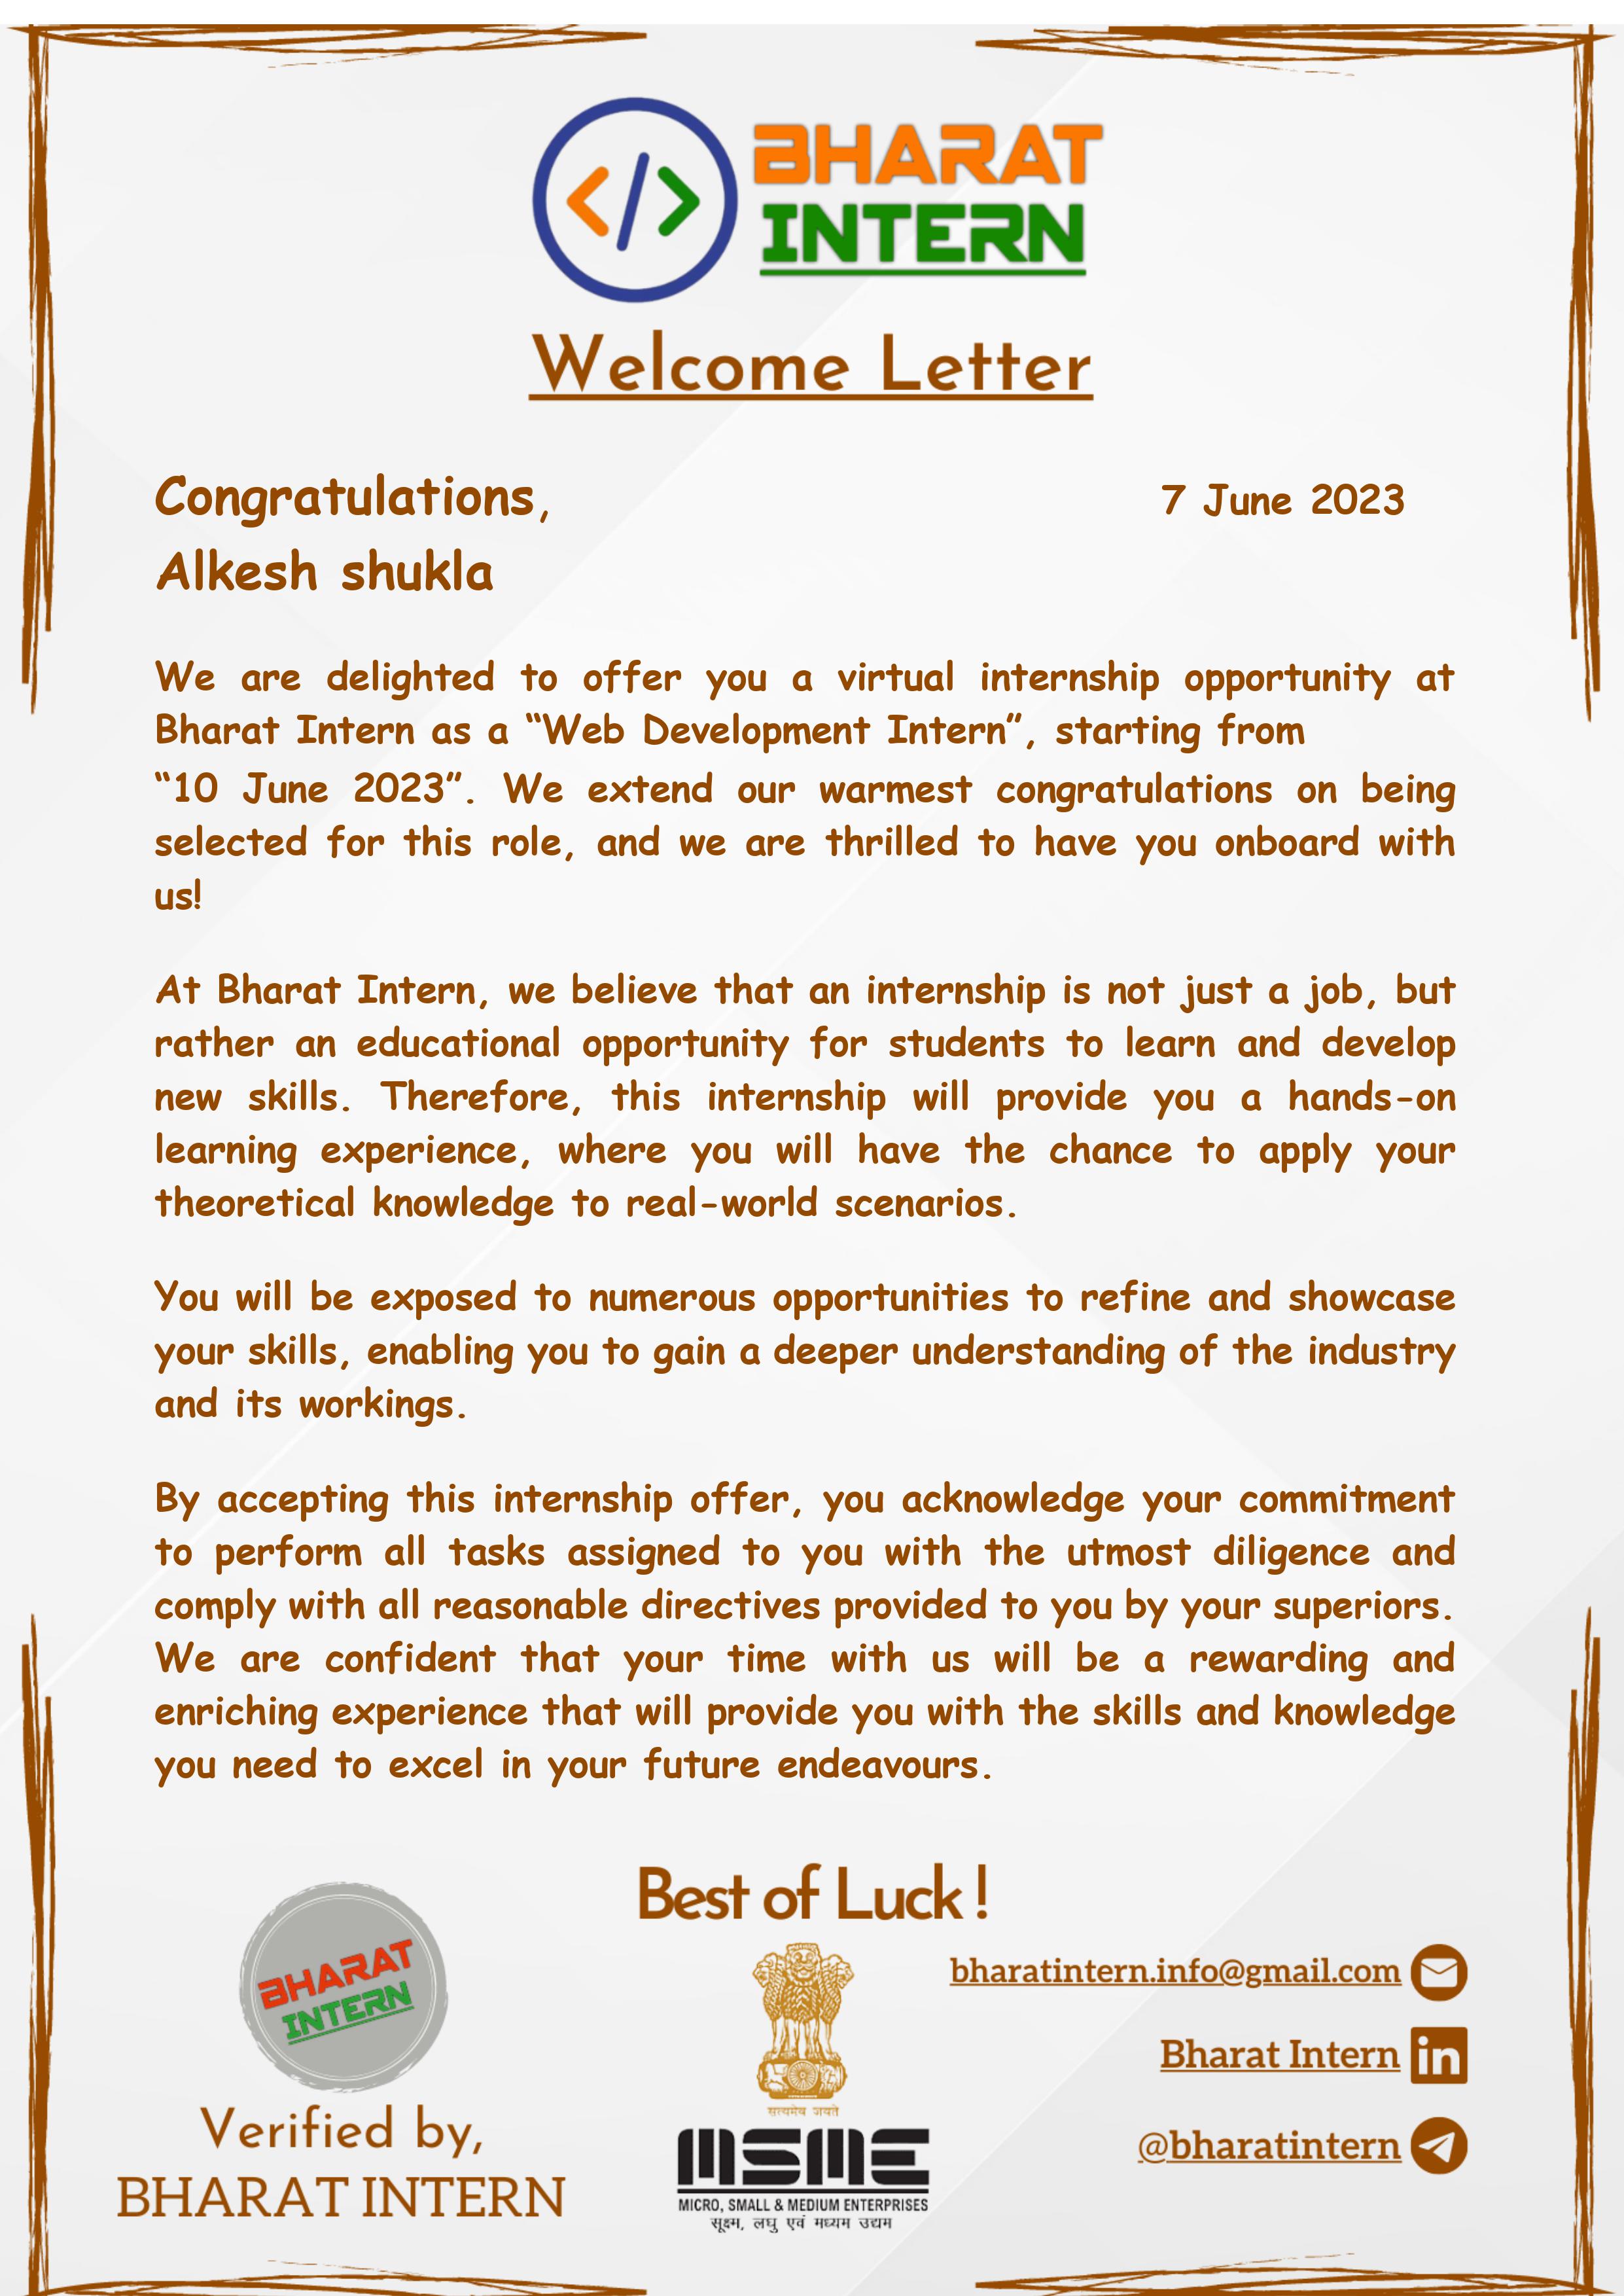 </>
BHARAT
INTERN
Welcome Letter
Congratulations,
7 June 2023
Alkesh shukla
We are delighted to offer you a virtual internship opportunity at
Bharat Intern as a “Web Development Intern”, starting from
“10 June 2023”. We extend our warmest congratulations on being
selected for this role, and we are thrilled to have you onboard with
us!
At Bharat Intern, we believe that an internship is not just a job, but
rather an educational opportunity for students to learn and develop
new skills. Therefore, this internship will provide you a hands-on
learning experience, where you will have the chance to apply your
theoretical knowledge to real-world scenarios.
You will be exposed to numerous opportunities to refine and showcase
your skills, enabling you to gain a deeper understanding of the industry
and its workings.
By accepting this internship offer, you acknowledge your commitment
to perform all tasks assigned to you with the utmost diligence and
comply with all reasonable directives provided to you by your superiors.
We are confident that your time with us will be a rewarding and
enriching experience that will provide you with the skills and knowledge
you need to excel in your future endeavours.
Best of Luck !
BHARAT
INTERN
Verified by,
BHARAT INTERN
सत्यमेव जयते
MSME
MICRO, SMALL & MEDIUM ENTERPRISES
सूक्ष्म, लघु एवं मध्यम उद्यम
bharatintern.info@gmail.com
Bharat Intern in
@bharatintern